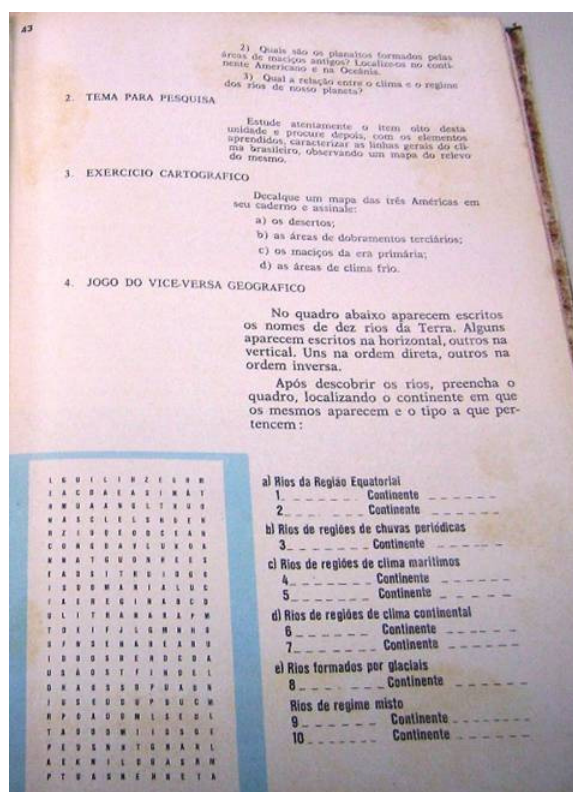 43
2) Quais são os planaltos formados pelas
áreas de maciços antigos? Localize-os no conti-
nente Americano e na Oceânia.
3) Qual a relação entre o clima e o regime
dos rios de nosso planeta?
2. TEMA PARA PESQUISA
Estude atentamente o item oito desta
unidade e procure depois, com os elementos
aprendidos, caracterizar as linhas gerais do cli-
ma brasileiro, observando um mapa do relevo
do mesmo.
3. EXERCICIO CARTOGRAFICO
Decalque um mapa das três Américas em
seu caderno e assinale:
a) os desertos;
b) as áreas de dobramentos terciários;
c) os maciços da era primária;
d) as áreas de clima frio.
4. JOGO DO VICE-VERSA GEOGRAFICO
No quadro abaixo aparecem escritos
os nomes de dez rios da Terra. Alguns
aparecem escritos na horizontal, outros na
vertical. Uns na ordem direta, outros na
ordem inversa.
Após descobrir os rios, preencha o
quadro, localizando o continente em que
os mesmos aparecem e o tipo a que per-
tencem:
a) Rios da Região Equatorial
1. Continente
2. Continente
b) Rios de regiões de chuvas periódicas
3. Continente
c) Rios de regiões de clima marítimos
4. Continente
5. Continente
d) Rios de regiões de clima continental
6 Continente
7. Continente
e) Rios formados por glaciais
8. Continente
Rios de regime misto
9. Continente
10. Continente